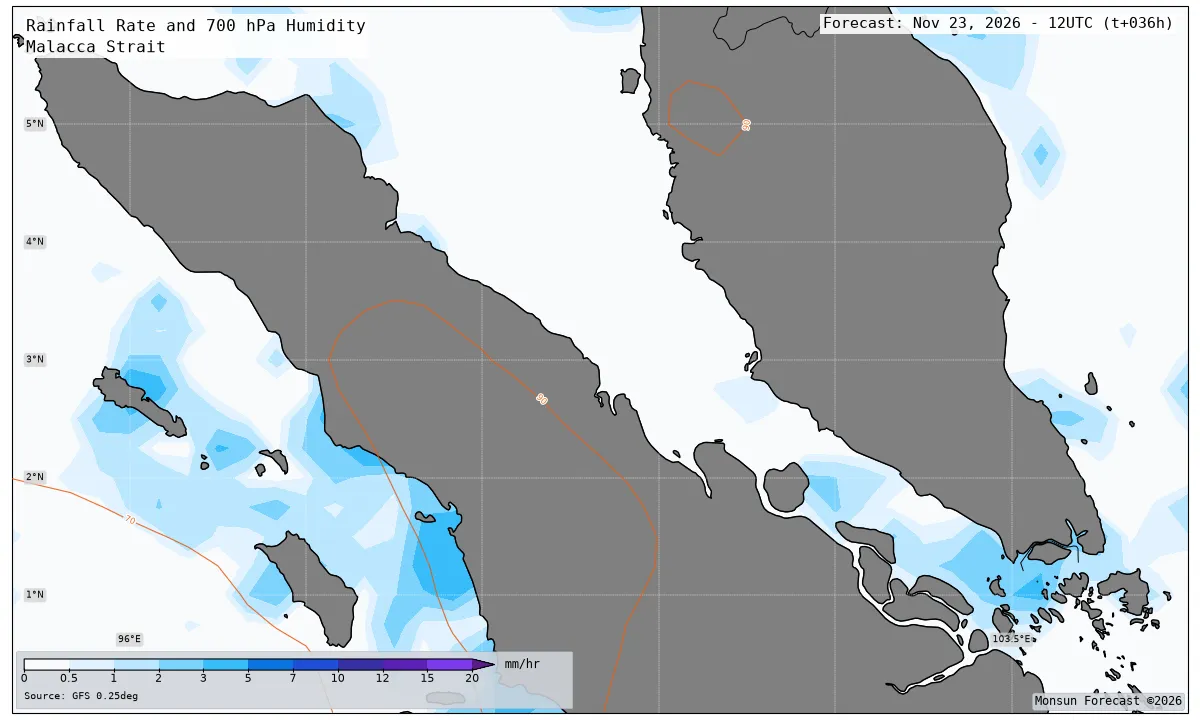 Rainfall Rate and 700 hPa Humidity
Malacca Strait
Forecast: Nov 23, 2026 - 12UTC (t+036h)
5°N
90
4°N
3°N
90
2°N
70
1°N
96°E
103.5°E
mm/hr
0 0.5 1 2 3 5 7 10 12 15 20
Source: GFS 0.25deg
Monsun Forecast ©2026